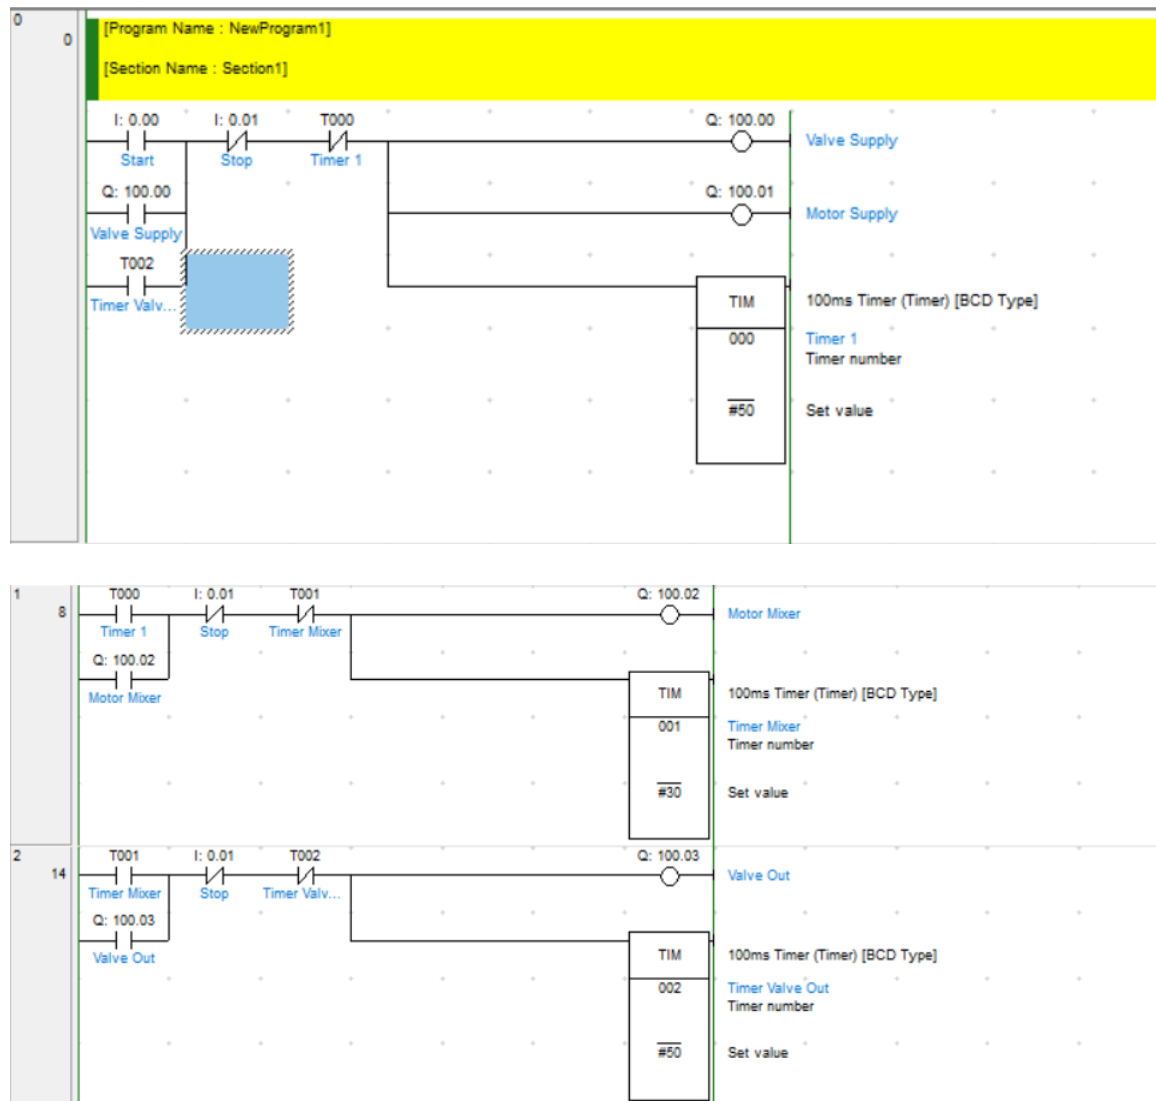 0
0
[Program Name : NewProgram1]
[Section Name : Section1]
I: 0.00 I: 0.01 T000 Q: 100.00
Start Stop Timer 1 Valve Supply
Q: 100.00 Q: 100.01
Valve Supply Motor Supply
T002
Timer Valv...
TIM 100ms Timer (Timer) [BCD Type]
000 Timer 1
Timer number
#50 Set value
1 T000 I: 0.01 T001 Q: 100.02
8 Motor Mixer
Timer 1 Stop Timer Mixer
Q: 100.02
Motor Mixer
TIM 100ms Timer (Timer) [BCD Type]
001 Timer Mixer
Timer number
#30 Set value
2 T001 I: 0.01 T002 Q: 100.03
14 Valve Out
Timer Mixer Stop Timer Valv...
Q: 100.03
Valve Out
TIM 100ms Timer (Timer) [BCD Type]
002 Timer Valve Out
Timer number
#50 Set value